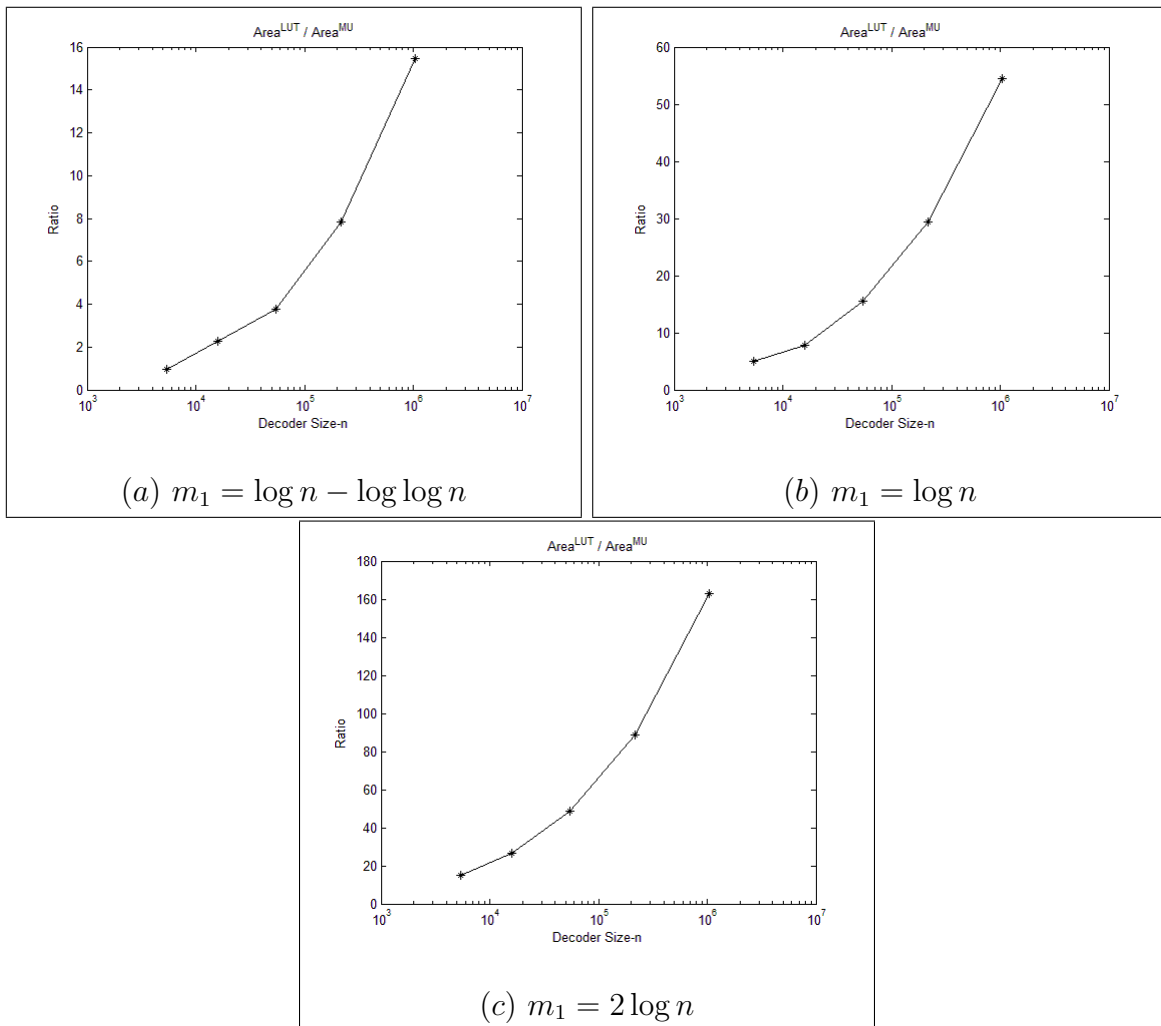 Area^LUT / Area^MU
16
14
12
10
8
6
4
2
0
Ratio
10^3 10^4 10^5 10^6 10^7
Decoder Size-n
(a) m₁ = log n − log log n
Area^LUT / Area^MU
60
50
40
30
20
10
0
Ratio
10^3 10^4 10^5 10^6 10^7
Decoder Size-n
(b) m₁ = log n
Area^LUT / Area^MU
180
160
140
120
100
80
60
40
20
0
Ratio
10^3 10^4 10^5 10^6 10^7
Decoder Size-n
(c) m₁ = 2 log n